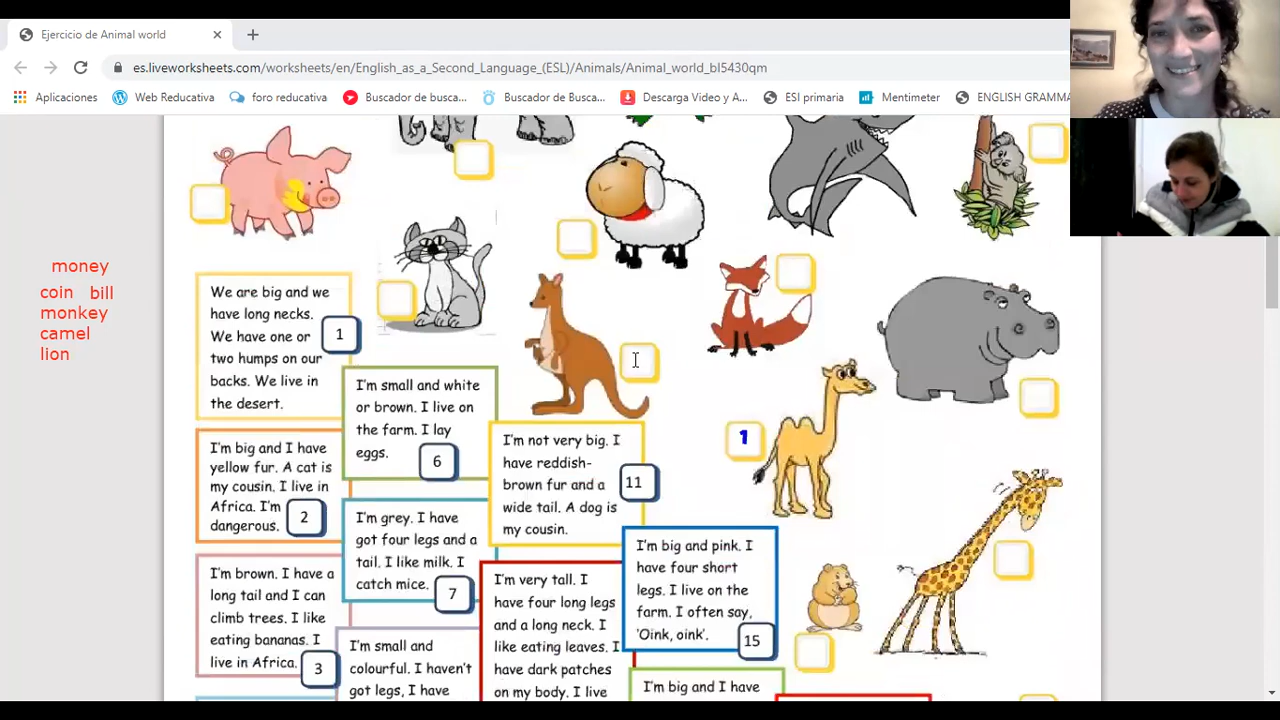 Ejercicio de Animal world
es.liveworksheets.com/worksheets/en/English_as_a_Second_Language_(ESL)/Animals/Animal_world_bl5430qm
Aplicaciones
Web Reducativa
foro reducativa
Buscador de busca...
Buscador de Busca...
Descarga Video y A...
ESI primaria
Mentimeter
ENGLISH GRAMMA
money
coin bill
monkey
camel
lion
We are big and we
have long necks.
We have one or
two humps on our
backs. We live in
the desert.
1
I'm big and I have
yellow fur. A cat is
my cousin. I live in
Africa. I'm
dangerous.
2
I'm brown. I have a
long tail and I can
climb trees. I like
eating bananas. I
live in Africa.
3
I'm small and white
or brown. I live on
the farm. I lay
eggs.
6
I'm grey. I have
got four legs and a
tail. I like milk. I
catch mice.
7
I'm small and
colourful. I haven't
got legs, I have
I'm not very big. I
have reddish-
brown fur and a
wide tail. A dog is
my cousin.
11
I'm very tall. I
have four long legs
and a long neck. I
like eating leaves. I
have dark patches
on my body. I live
I'm big and pink. I
have four short
legs. I live on the
farm. I often say,
'Oink, oink'.
15
I'm big and I have
1